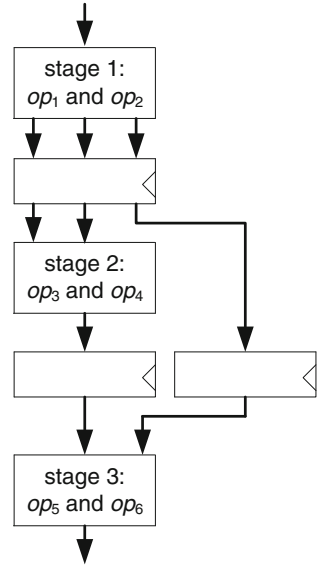 stage 1:
op₁ and op₂
stage 2:
op₃ and op₄
stage 3:
op₅ and op₆